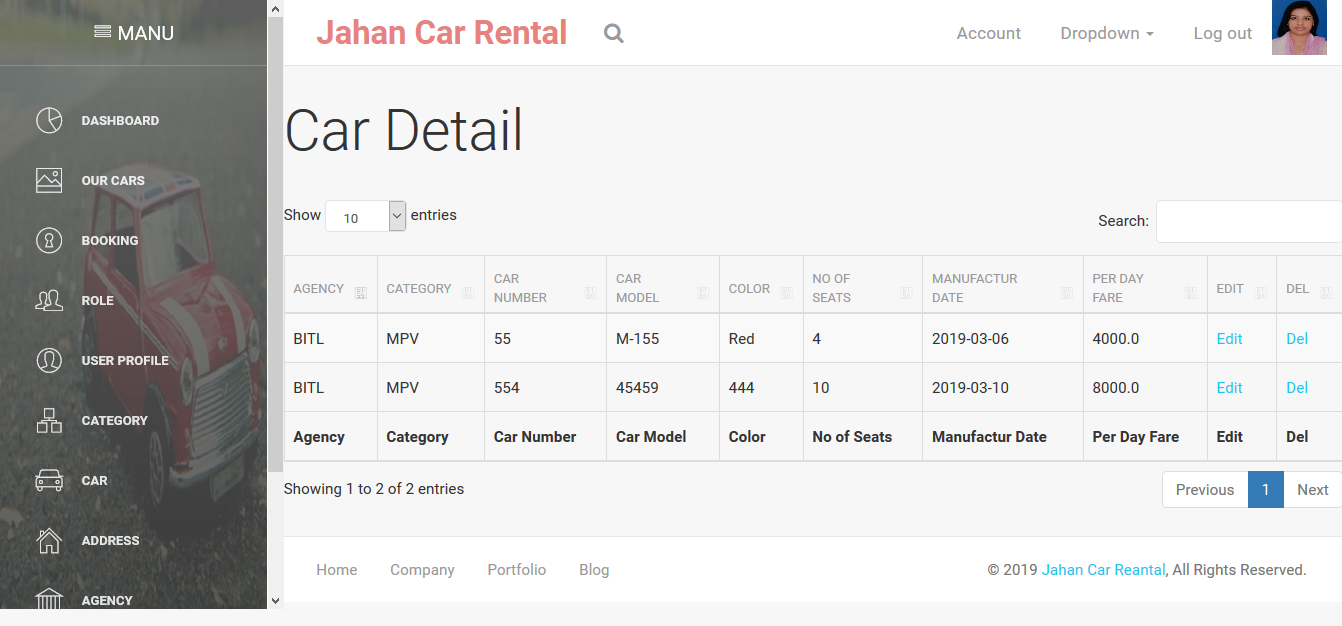 MANU
Jahan Car Rental
Account Dropdown Log out
DASHBOARD
OUR CARS
BOOKING
ROLE
USER PROFILE
CATEGORY
CAR
ADDRESS
AGENCY
Car Detail
Show 10 entries
Search:
AGENCY CATEGORY CAR NUMBER CAR MODEL COLOR NO OF SEATS MANUFACTUR DATE PER DAY FARE EDIT DEL
BITL MPV 55 M-155 Red 4 2019-03-06 4000.0 Edit Del
BITL MPV 554 45459 444 10 2019-03-10 8000.0 Edit Del
Agency Category Car Number Car Model Color No of Seats Manufactur Date Per Day Fare Edit Del
Showing 1 to 2 of 2 entries
Previous 1 Next
Home Company Portfolio Blog
© 2019 Jahan Car Reantal, All Rights Reserved.